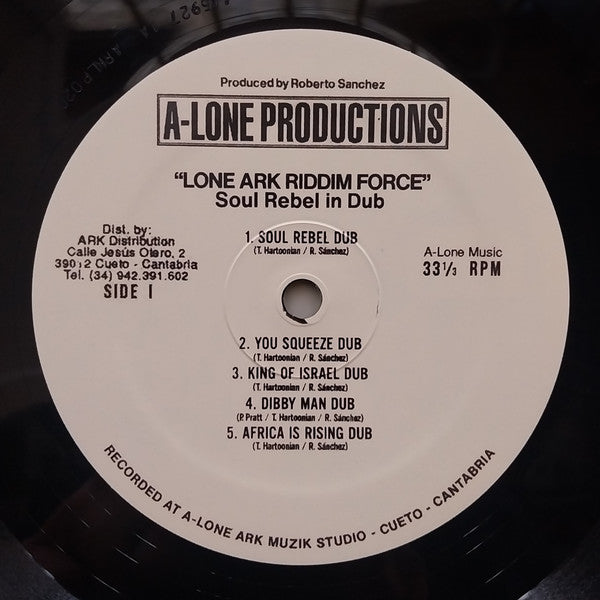 Produced by Roberto Sanchez
A-LONE PRODUCTIONS
"LONE ARK RIDDIM FORCE"
Soul Rebel in Dub
Dist. by:
ARK Distribution
Calle Jesús Otero, 2
39012 Cueto - Cantabria
Tel. (34) 942.391.602
SIDE I
A-Lone Music
33 1/3 RPM
1. SOUL REBEL DUB
(T. Hartoonian / R. Sánchez)
2. YOU SQUEEZE DUB
(T. Hartoonian / R. Sánchez)
3. KING OF ISRAEL DUB
(T. Hartoonian / R. Sánchez)
4. DIBBY MAN DUB
(P. Pratt / T. Hartoonian / R. Sánchez)
5. AFRICA IS RISING DUB
(T. Hartoonian / R. Sánchez)
RECORDED AT A-LONE ARK MUZIK STUDIO - CUETO - CANTABRIA